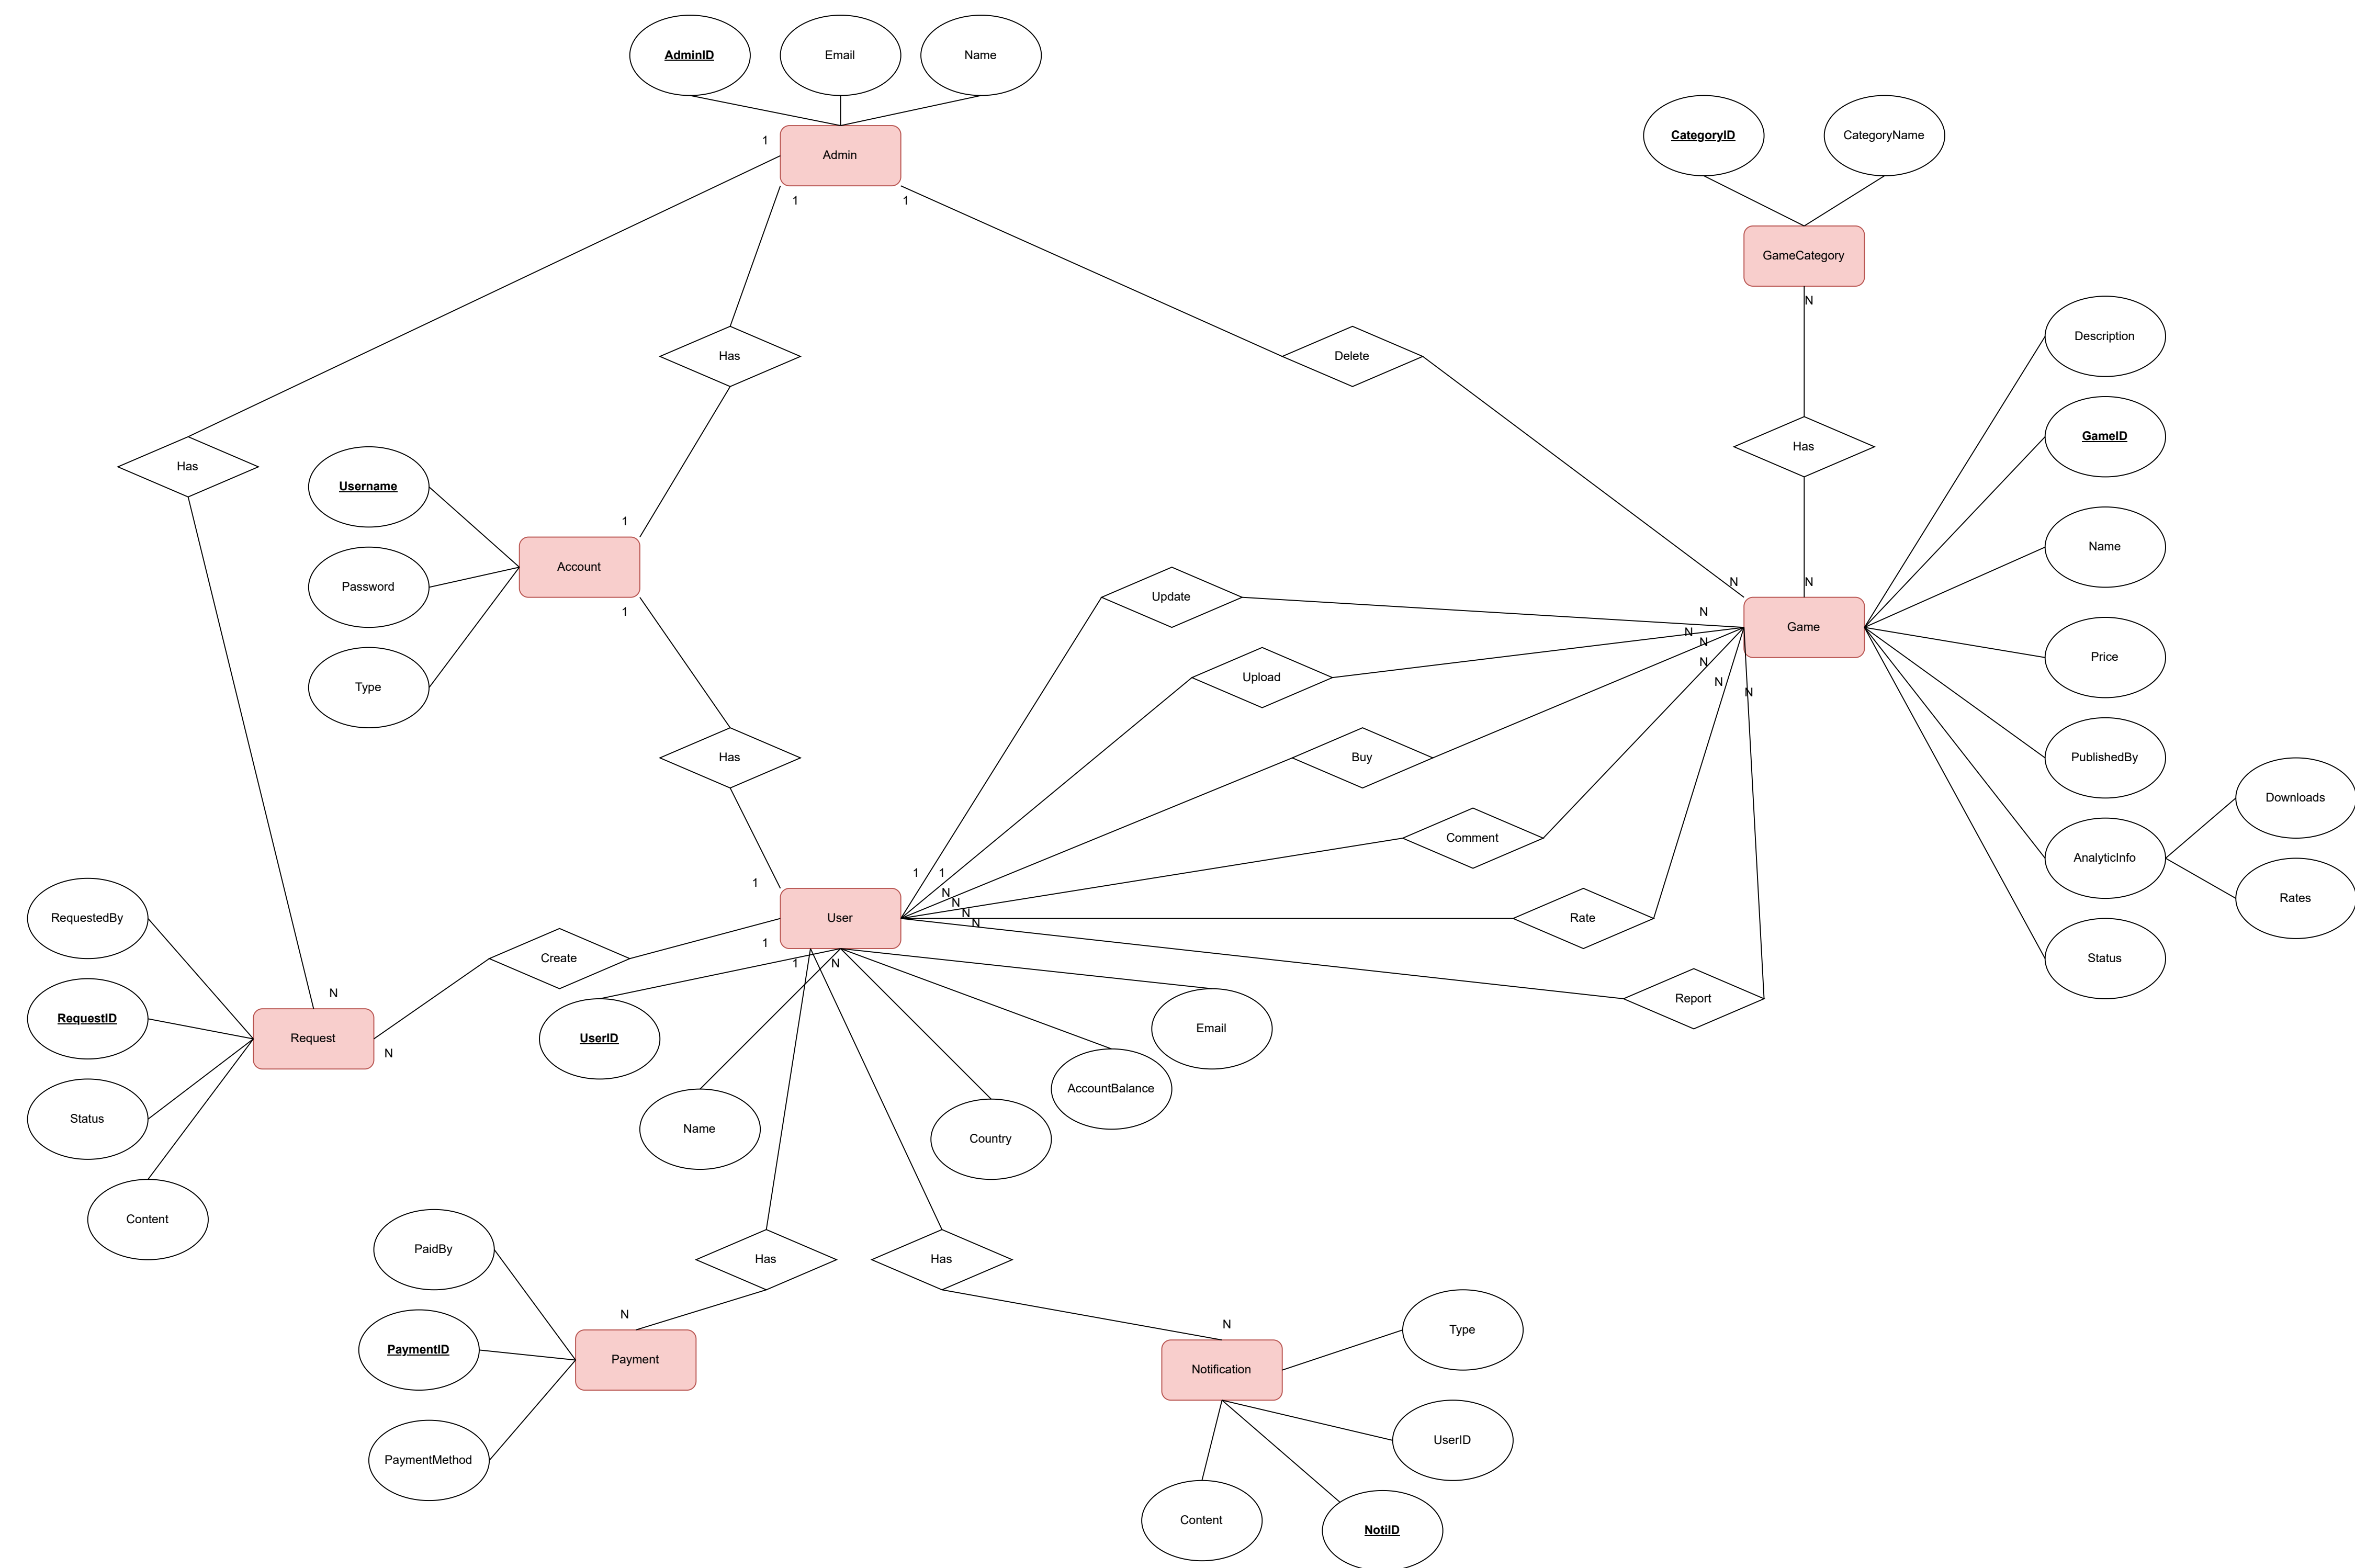 AdminID
Email
Name
Admin
1
1
1
CategoryID
CategoryName
GameCategory
N
Description
Has
Delete
GameID
Has
Has
Username
1
Account
Password
Type
1
Name
Update
N
N
Game
N
N
N
N
N
N
Upload
Price
Has
Buy
PublishedBy
Downloads
Comment
AnalyticInfo
Rates
1
1
1
N
N
N
N
User
Rate
RequestedBy
Create
1
1
N
Status
Report
N
RequestID
Request
N
UserID
Email
AccountBalance
Status
Name
Country
Content
PaidBy
Has
Has
N
N
PaymentID
Payment
Notification
Type
PaymentMethod
UserID
Content
NotiID